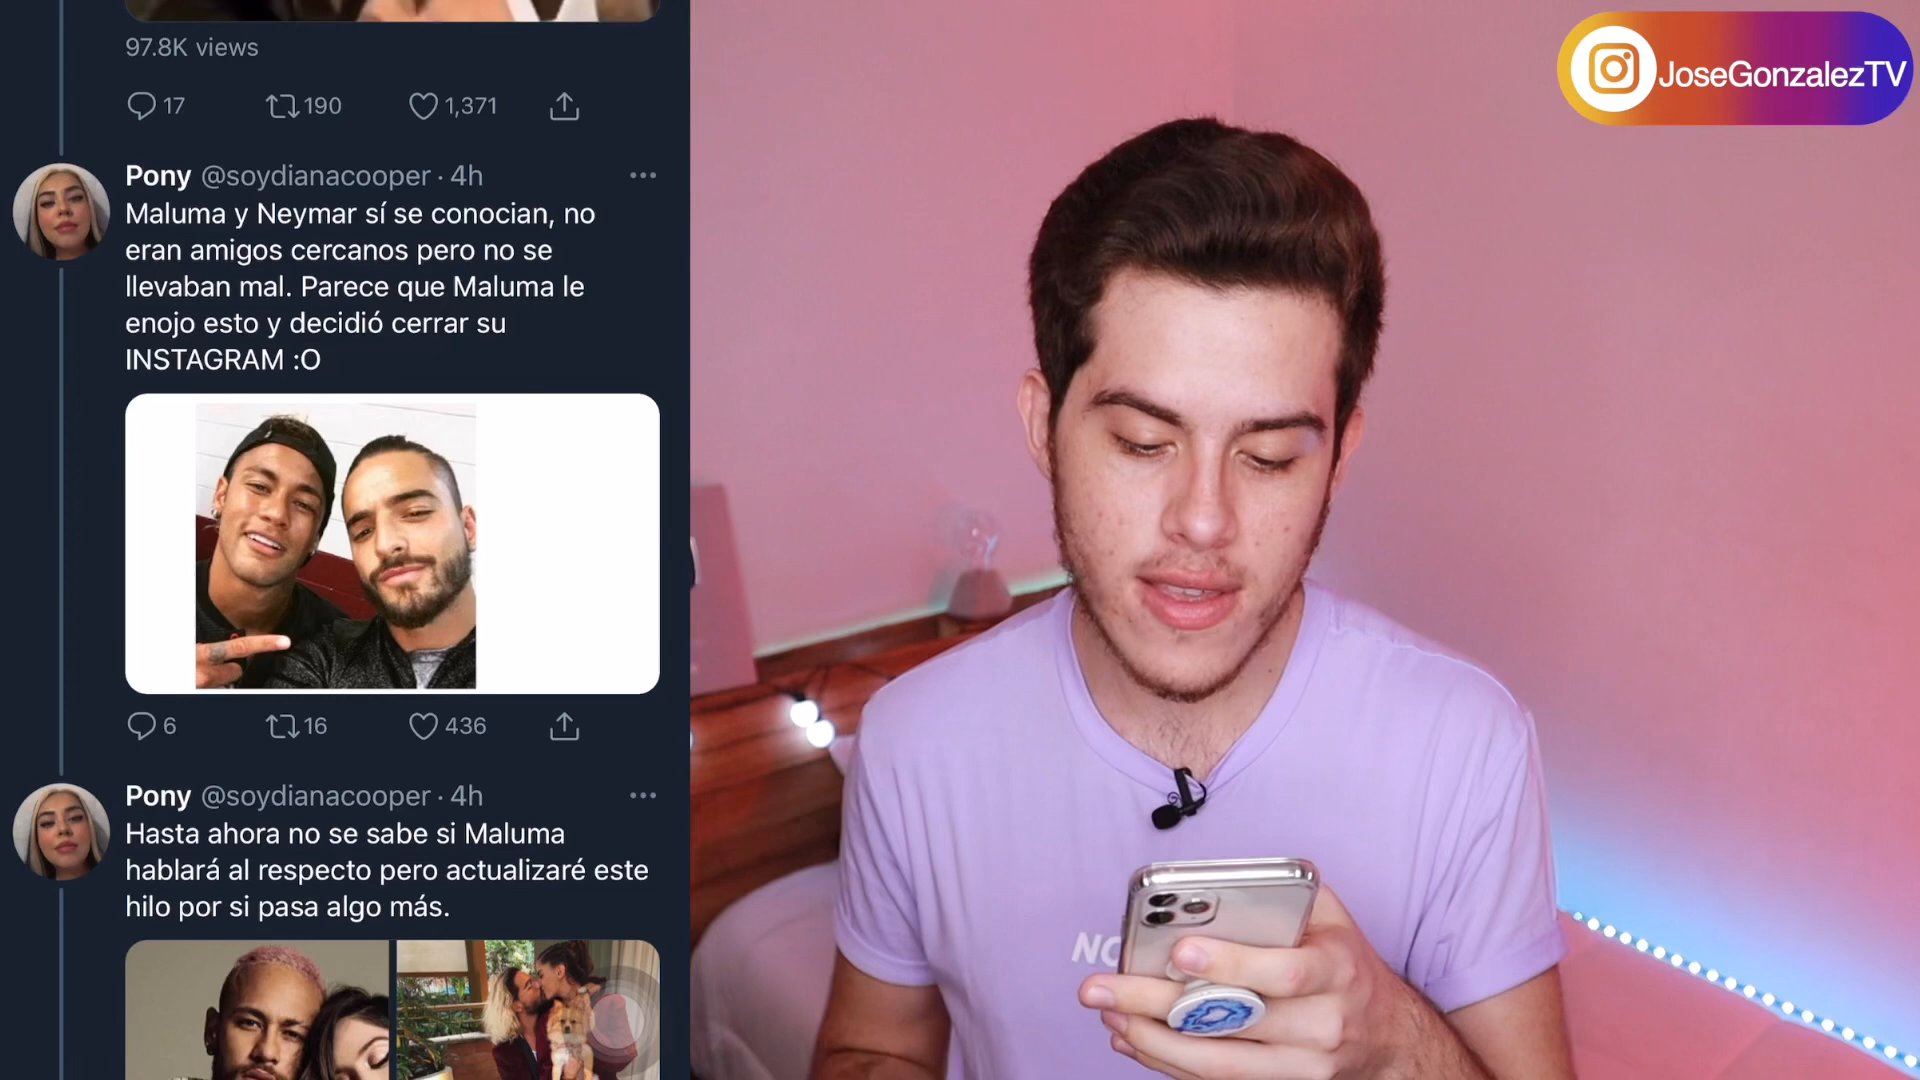 97.8K views
17 190 1,371
Pony @soydianacooper · 4h
Maluma y Neymar sí se conocian, no
eran amigos cercanos pero no se
llevaban mal. Parece que Maluma le
enojo esto y decidió cerrar su
INSTAGRAM :O
6 16 436
Pony @soydianacooper · 4h
Hasta ahora no se sabe si Maluma
hablará al respecto pero actualizaré este
hilo por si pasa algo más.
JoseGonzalezTV
NO